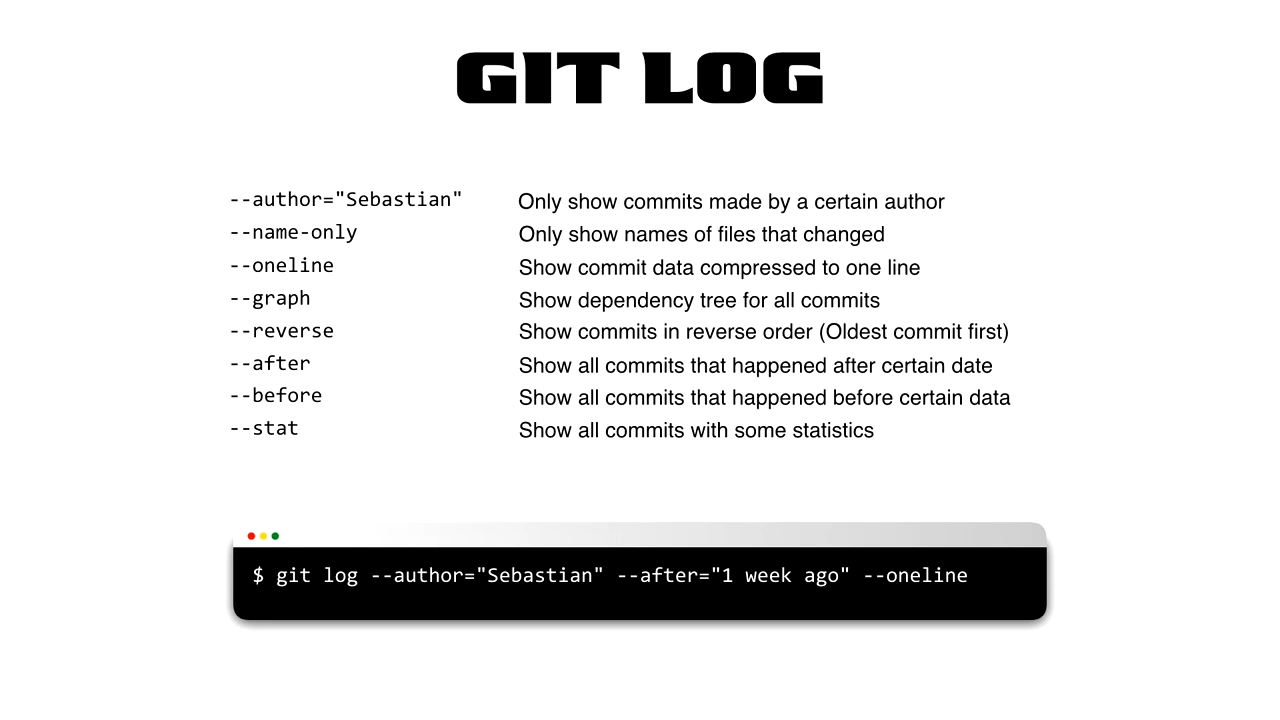 GIT LOG
--author="Sebastian" Only show commits made by a certain author
--name-only Only show names of files that changed
--oneline Show commit data compressed to one line
--graph Show dependency tree for all commits
--reverse Show commits in reverse order (Oldest commit first)
--after Show all commits that happened after certain date
--before Show all commits that happened before certain data
--stat Show all commits with some statistics
$ git log --author="Sebastian" --after="1 week ago" --oneline